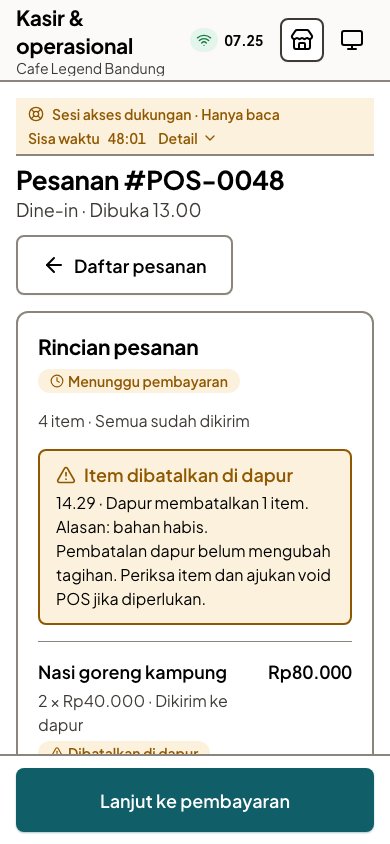 Kasir &
operasional
Cafe Legend Bandung
07.25
Sesi akses dukungan · Hanya baca
Sisa waktu 48:01 Detail
Pesanan #POS-0048
Dine-in · Dibuka 13.00
Daftar pesanan
Rincian pesanan
Menunggu pembayaran
4 item · Semua sudah dikirim
Item dibatalkan di dapur
14.29 · Dapur membatalkan 1 item.
Alasan: bahan habis.
Pembatalan dapur belum mengubah
tagihan. Periksa item dan ajukan void
POS jika diperlukan.
Nasi goreng kampung Rp80.000
2 × Rp40.000 · Dikirim ke
dapur
Dibatalkan di dapur
Lanjut ke pembayaran